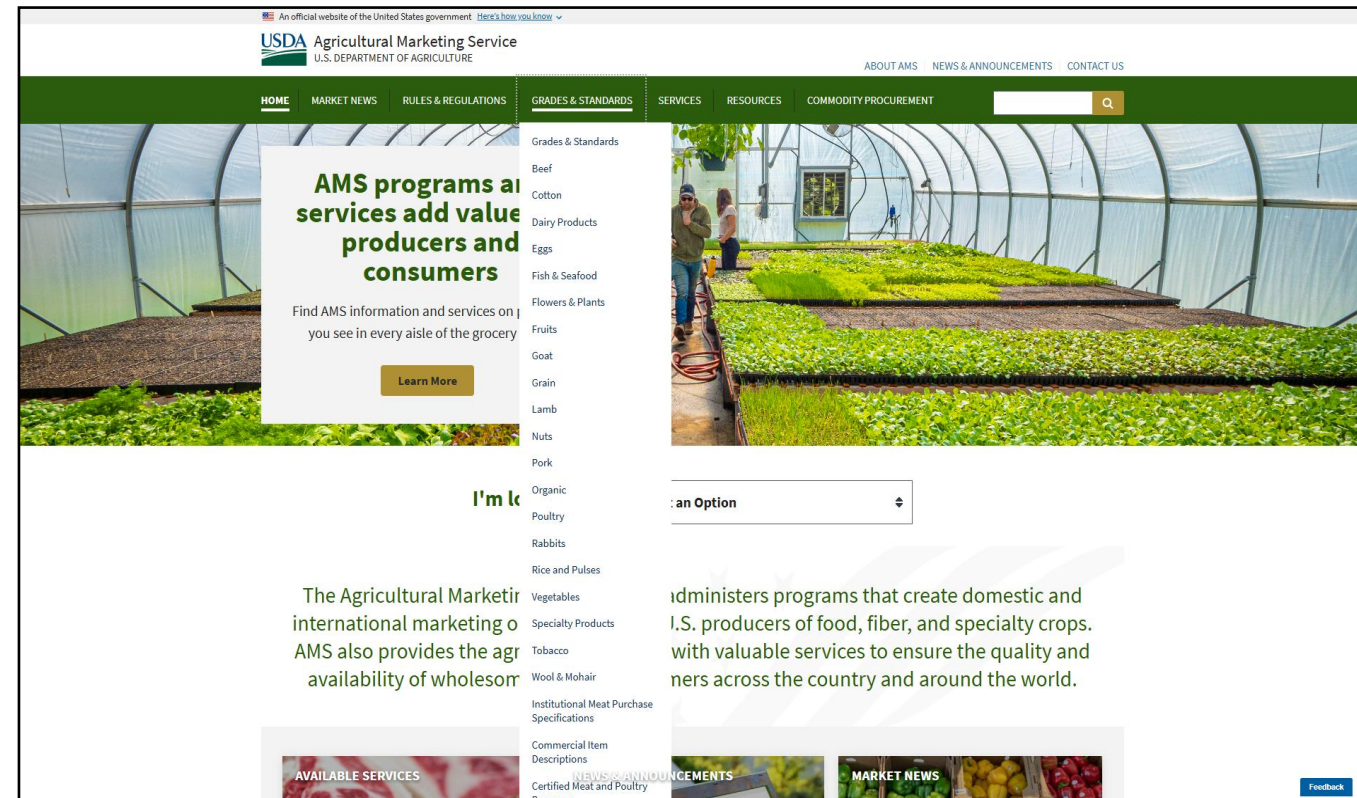 An official website of the United States government Here's how you know
USDA Agricultural Marketing Service
U.S. DEPARTMENT OF AGRICULTURE
ABOUT AMS NEWS & ANNOUNCEMENTS CONTACT US
HOME MARKET NEWS RULES & REGULATIONS GRADES & STANDARDS SERVICES RESOURCES COMMODITY PROCUREMENT
AMS programs
services add value
producers and
consumers
Find AMS information and services on
you see in every aisle of the grocery
Learn More
Grades & Standards
Beef
Cotton
Dairy Products
Eggs
Fish & Seafood
Flowers & Plants
Fruits
Goat
Grain
Lamb
Nuts
Pork
Organic
Poultry
Rabbits
Rice and Pulses
Vegetables
Specialty Products
Tobacco
Wool & Mohair
Institutional Meat Purchase
Specifications
Commercial Item
Descriptions
Certified Meat and Poultry
I'm
an Option
The Agricultural administers programs that create domestic and
international marketing U.S. producers of food, fiber, and specialty crops.
AMS also provides the with valuable services to ensure the quality and
availability of across the country and around the world.
AVAILABLE SERVICES
NEWS & ANNOUNCEMENTS
MARKET NEWS
Feedback